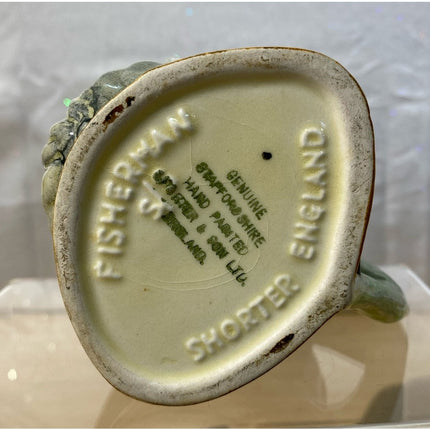 FISHERMAN
S
GENUINE
STAFFORDSHIRE
HAND PAINTED
SHORTER & SON LTD.
ENGLAND.
SHORTER ENGLAND